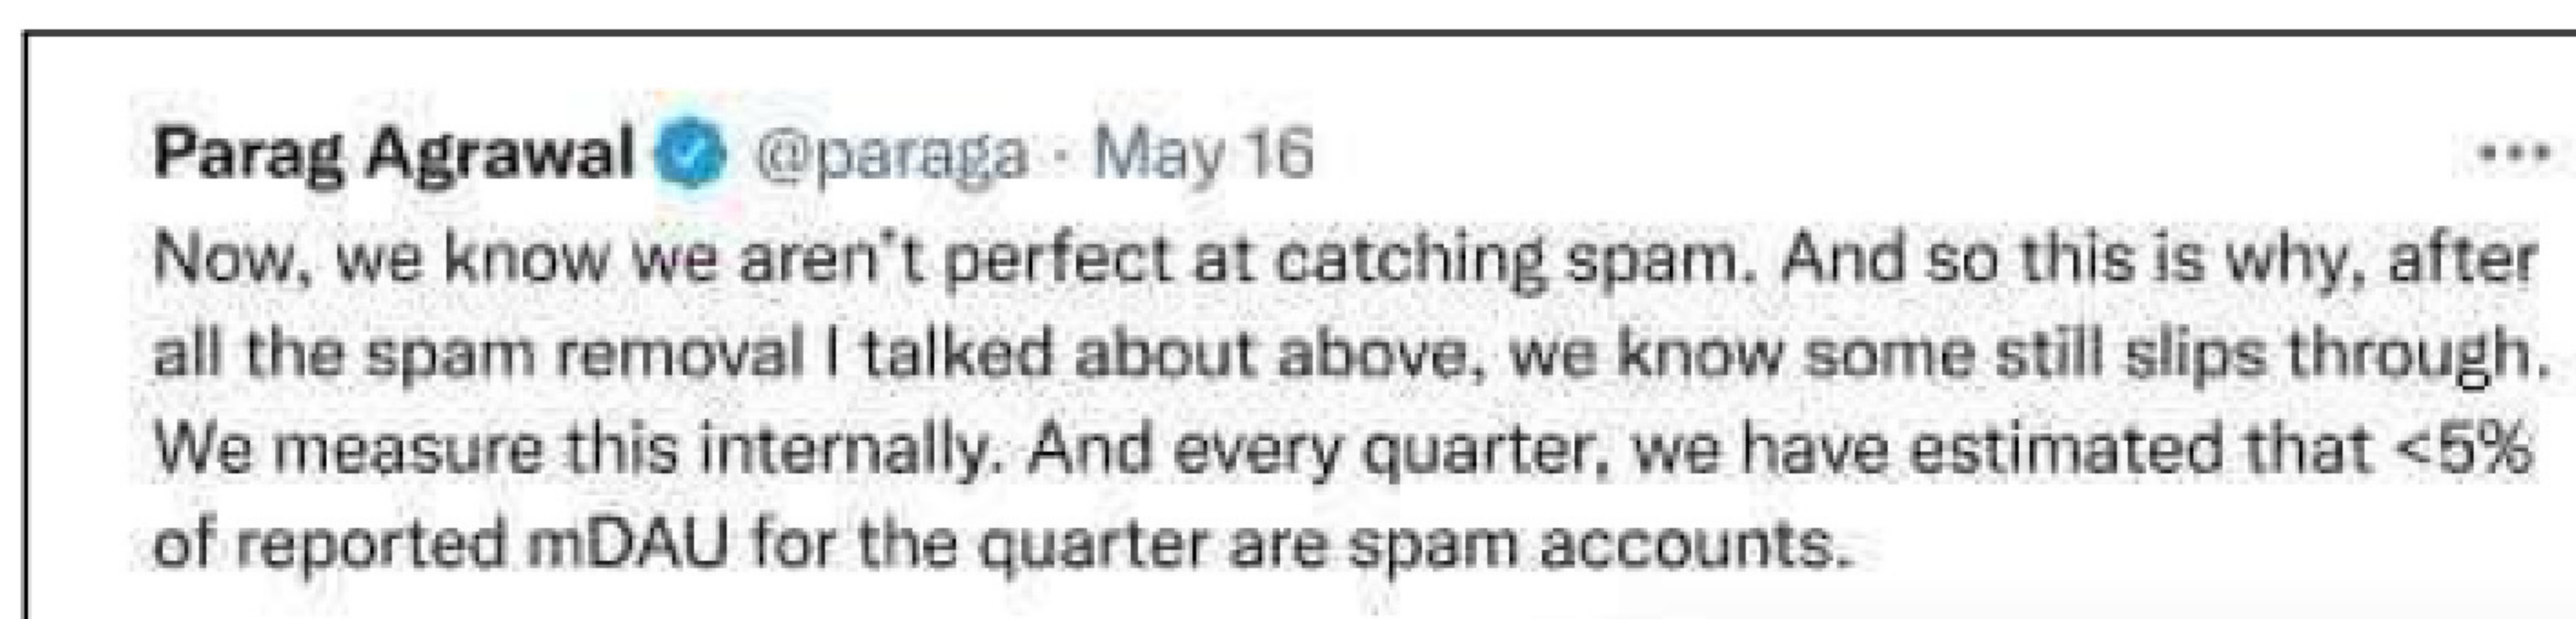 Parag Agrawal @paraga · May 16
Now, we know we aren't perfect at catching spam. And so this is why, after
all the spam removal I talked about above, we know some still slips through.
We measure this internally. And every quarter, we have estimated that <5%
of reported mDAU for the quarter are spam accounts.